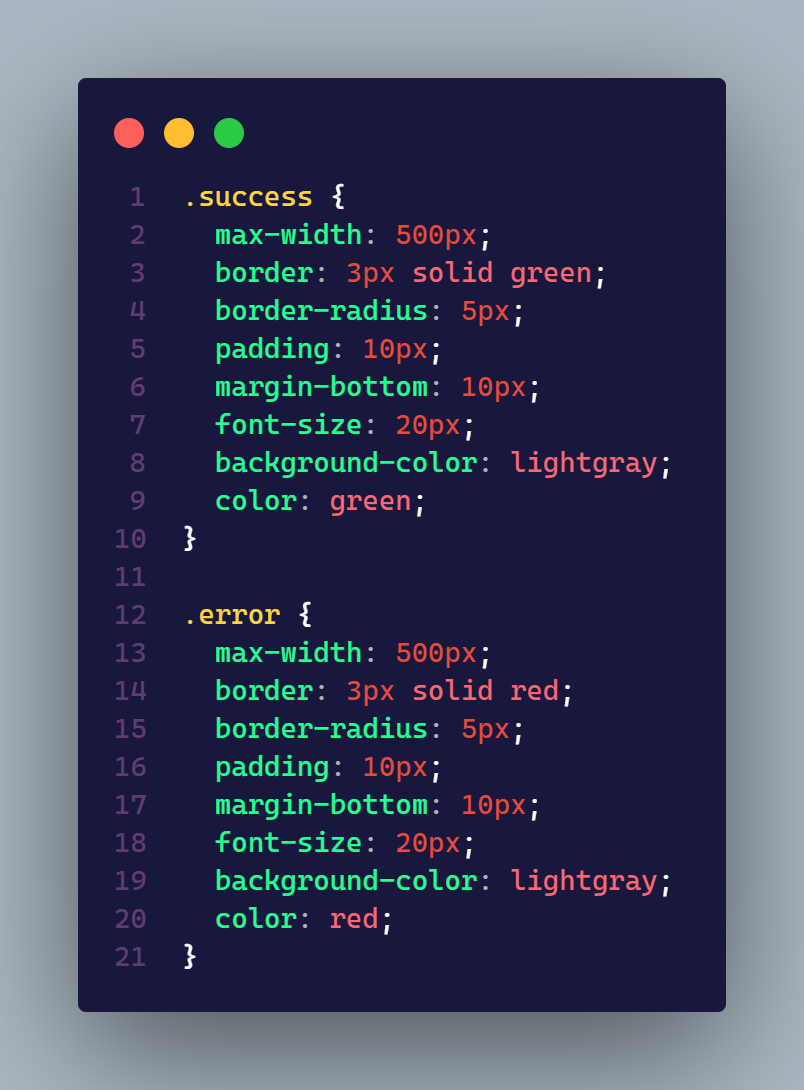 1 .success {
2   max-width: 500px;
3   border: 3px solid green;
4   border-radius: 5px;
5   padding: 10px;
6   margin-bottom: 10px;
7   font-size: 20px;
8   background-color: lightgray;
9   color: green;
10 }
11
12 .error {
13   max-width: 500px;
14   border: 3px solid red;
15   border-radius: 5px;
16   padding: 10px;
17   margin-bottom: 10px;
18   font-size: 20px;
19   background-color: lightgray;
20   color: red;
21 }